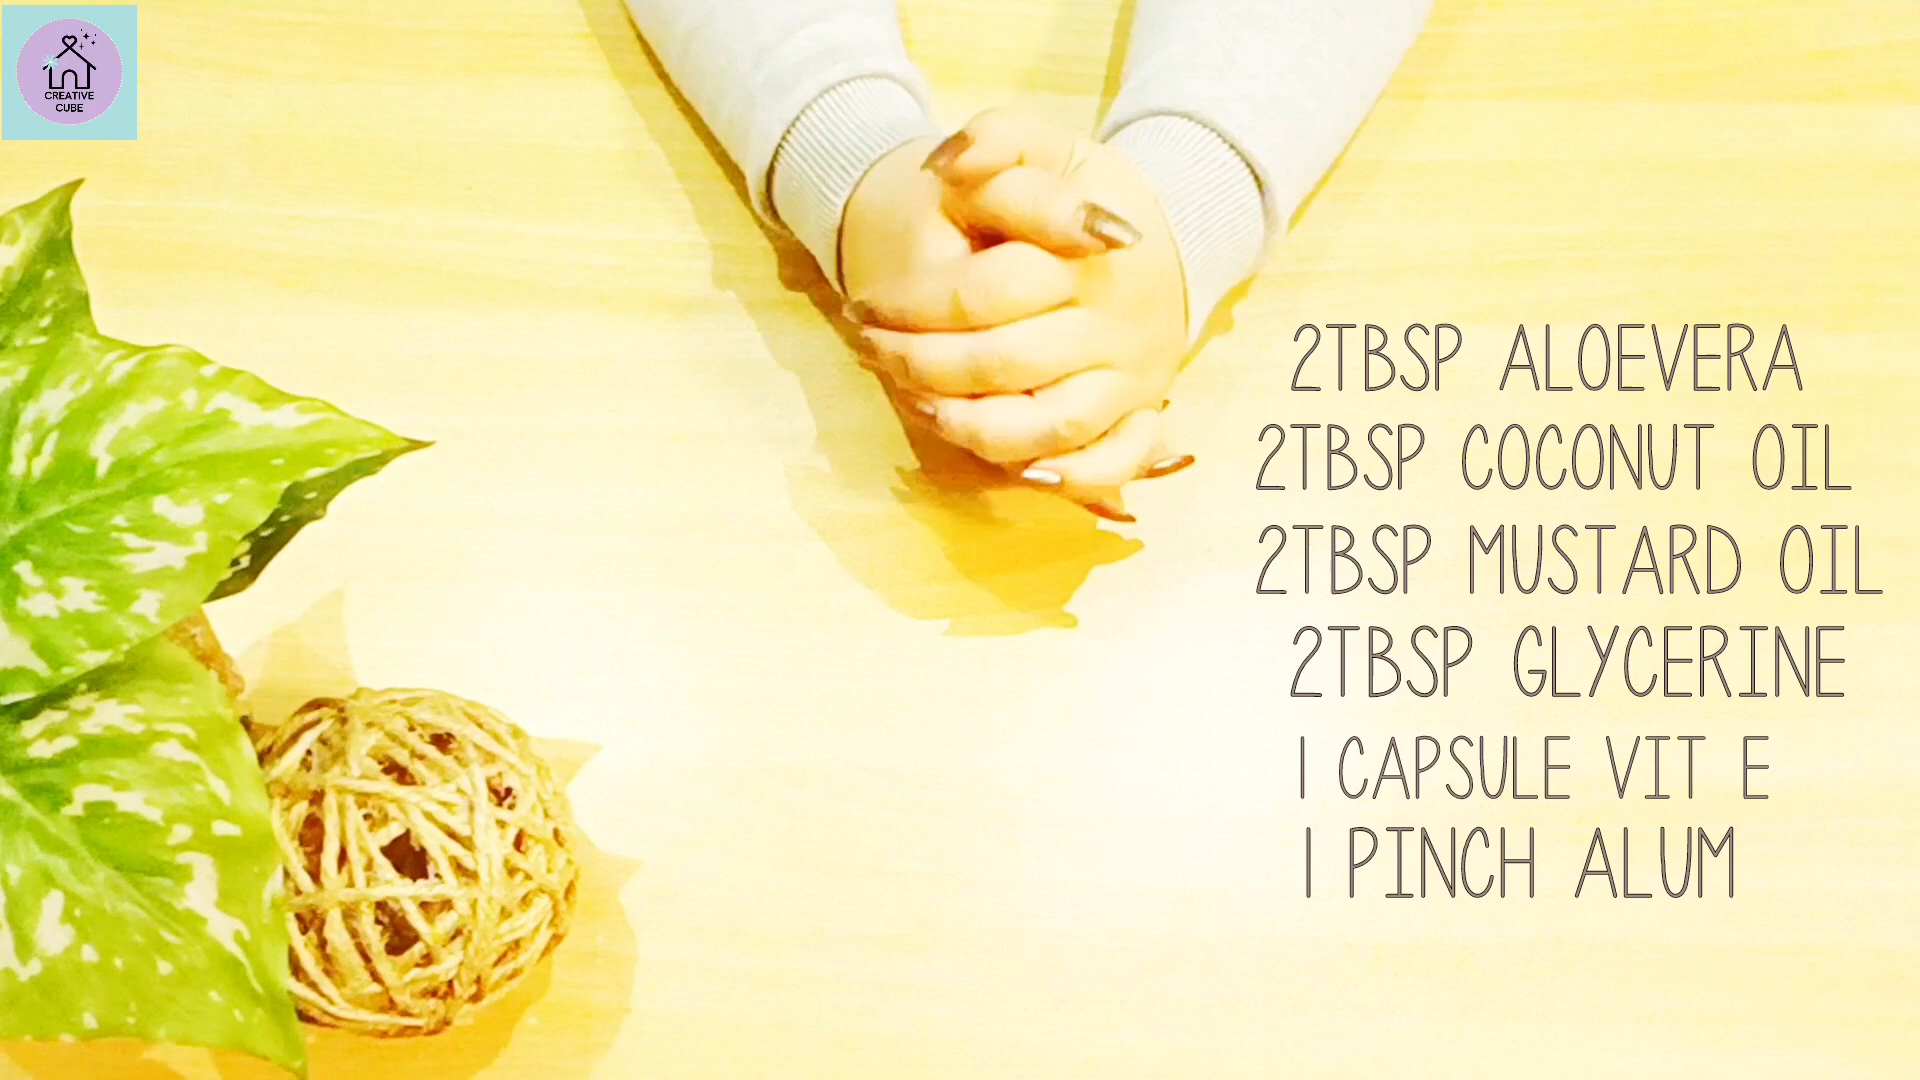 CREATIVE
CUBE
2TBSP ALOEVERA
2TBSP COCONUT OIL
2TBSP MUSTARD OIL
2TBSP GLYCERINE
1 CAPSULE VIT E
1 PINCH ALUM